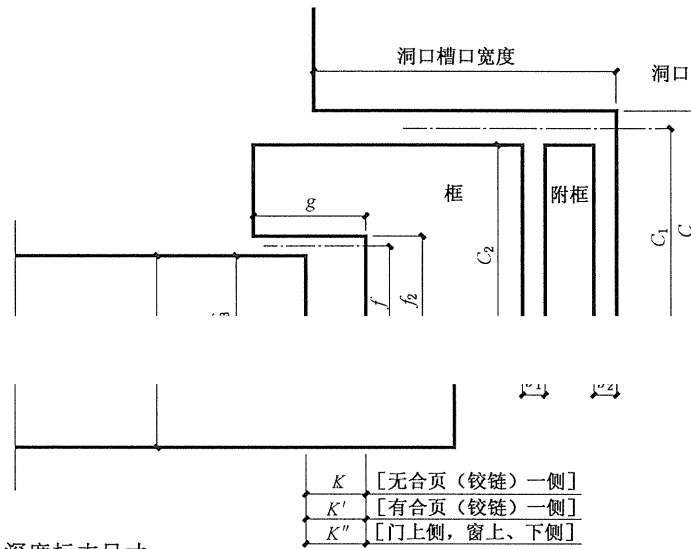 洞口槽口宽度
洞口
g
框
附框
C₂
C₁
C
f
f₂
K [无合页（铰链）一侧]
K′ [有合页（铰链）一侧]
K″ [门上侧，窗上、下侧]